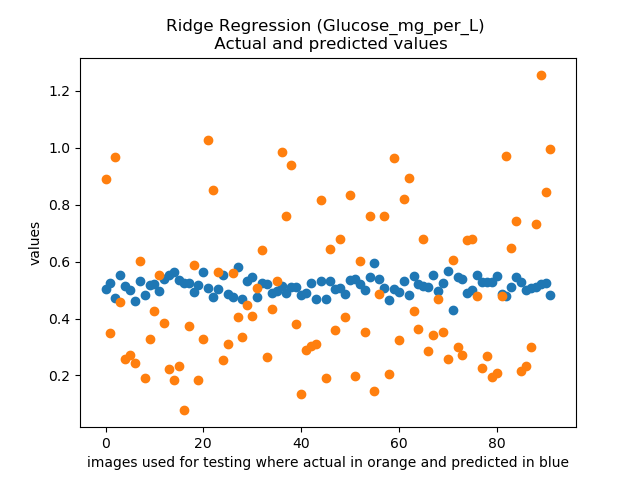 Ridge Regression (Glucose_mg_per_L)
Actual and predicted values
1.2
1.0
0.8
0.6
0.4
0.2
values
0 20 40 60 80
images used for testing where actual in orange and predicted in blue